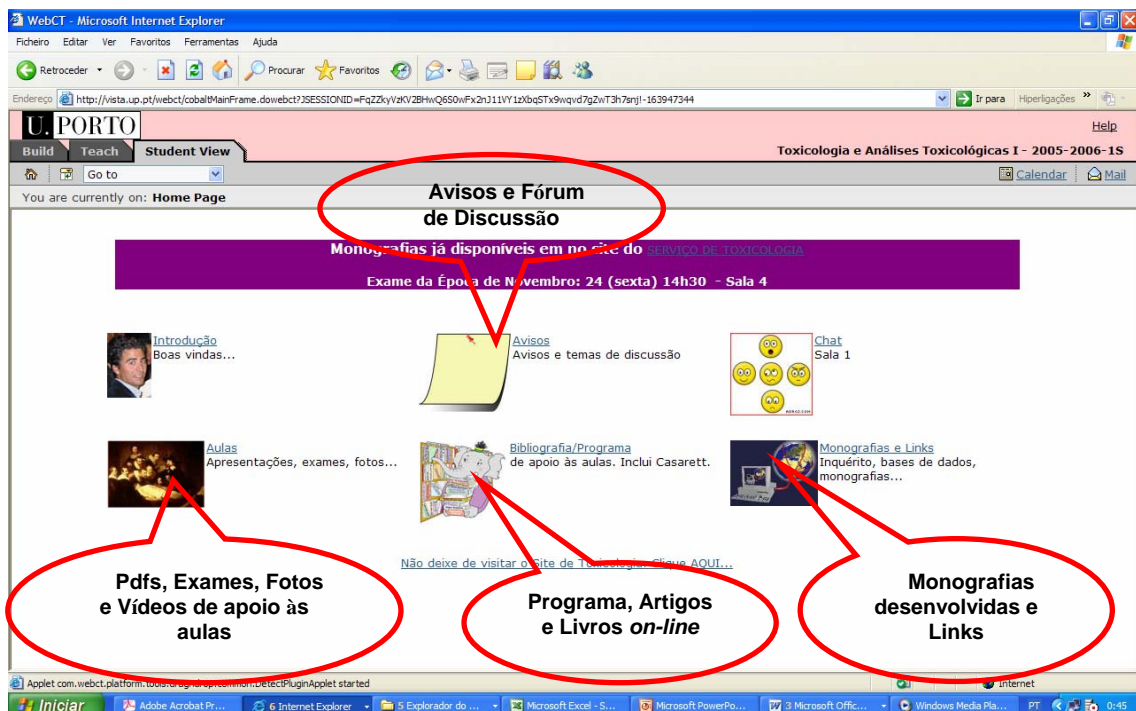 WebCT - Microsoft Internet Explorer
Ficheiro Editar Ver Favoritos Ferramentas Ajuda
Retroceder Procurar Favoritos
Endereço http://vista.up.pt/webct/cobaltMainFrame.dowebct?JSESSIONID= Ir para Hiperligações »
U. PORTO
Help
Build Teach Student View Toxicologia e Análises Toxicológicas I - 2005-2006-1S
Go to Calendar Mail
You are currently on: Home Page
Avisos e Fórum
de Discussão
Monografias já disponíveis em no site do SERVIÇO DE TOXICOLOGIA
Exame da Época de Novembro: 24 (sexta) 14h30 - Sala 4
Introdução
Boas vindas...
Avisos
Avisos e temas de discussão
Chat
Sala 1
Aulas
Apresentações, exames, fotos...
Bibliografia/Programa
de apoio às aulas. Inclui Casarett.
Monografias e Links
Inquérito, bases de dados,
monografias...
Não deixe de visitar o Site de Toxicologia: Clique AQUI...
Pdfs, Exames, Fotos
e Vídeos de apoio às
aulas
Programa, Artigos
e Livros on-line
Monografias
desenvolvidas e
Links
Applet com.webct.platform.tools.draganddrop.common.DetectPluginApplet started Internet
Iniciar Adobe Acrobat Pr... 6 Internet Explorer 5 Explorador do ... Microsoft Excel - S... Microsoft PowerPo... 3 Microsoft Offic... Windows Media Pla... PT 0:45